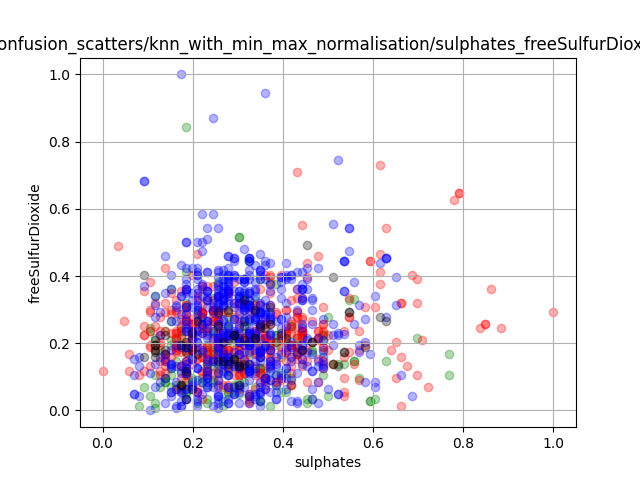 onfusion_scatters/knn_with_min_max_normalisation/sulphates_freeSulfurDiox
1.0
0.8
0.6
0.4
0.2
0.0
freeSulfurDioxide
0.0 0.2 0.4 0.6 0.8 1.0
sulphates